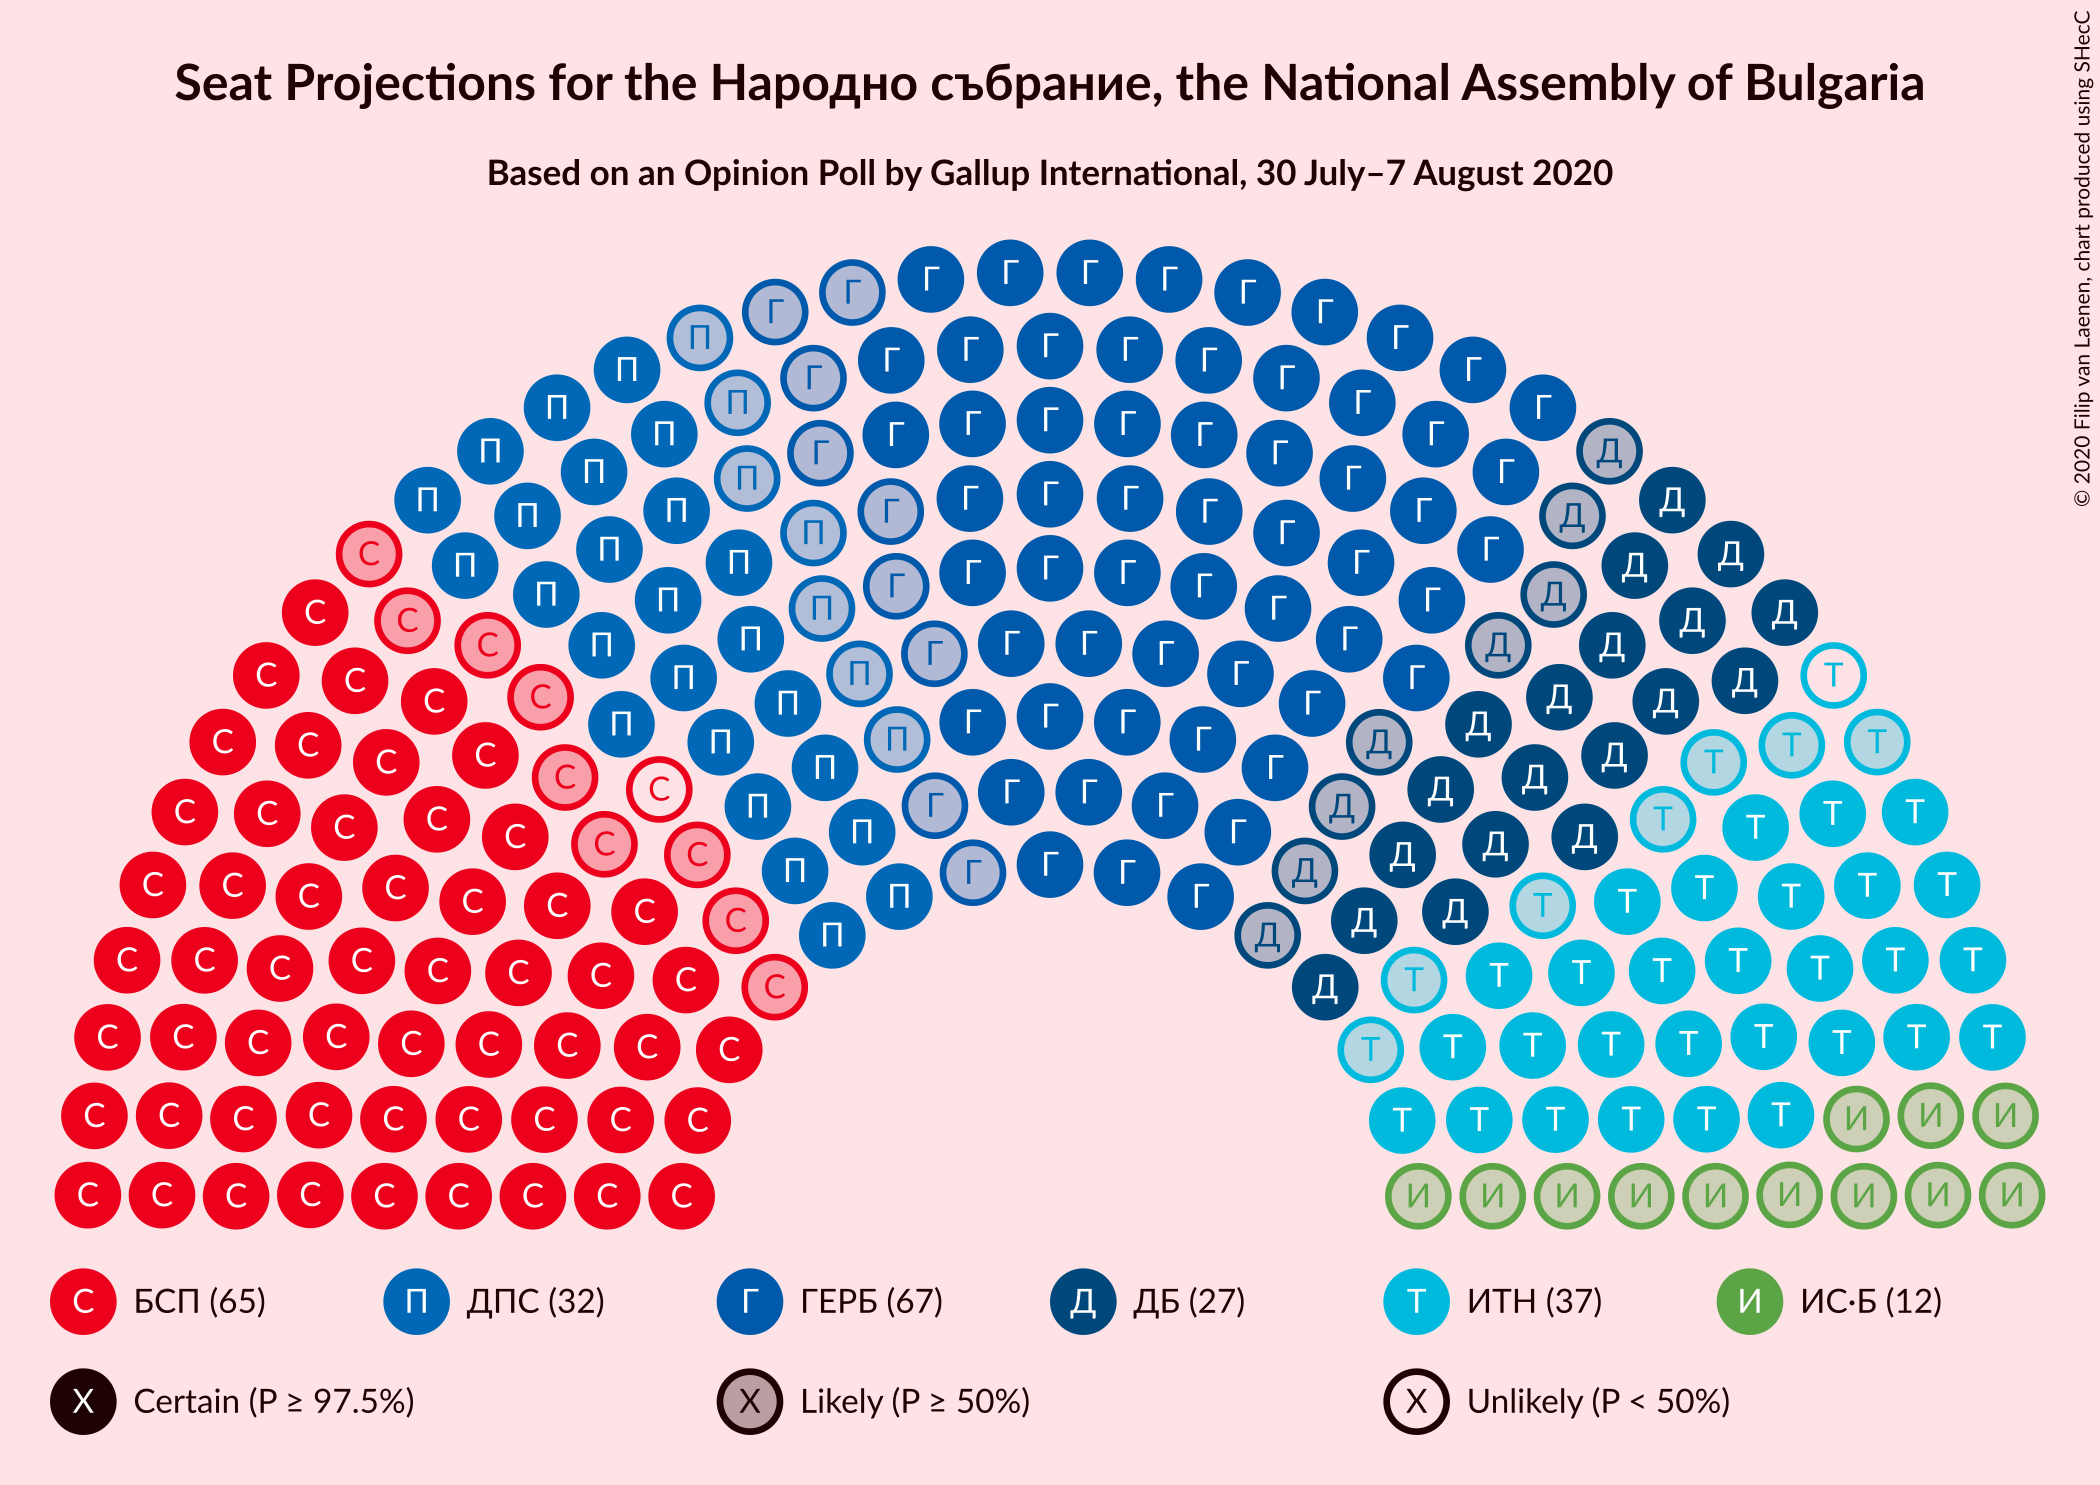 Seat Projections for the Народно събрание, the National Assembly of Bulgaria
Based on an Opinion Poll by Gallup International, 30 July–7 August 2020
© 2020 Filip van Laenen, chart produced using SHecC
С БСП (65) П ДПС (32) Г ГЕРБ (67) Д ДБ (27) Т ИТН (37) И ИС·Б (12)
X Certain (P ≥ 97.5%) X Likely (P ≥ 50%) X Unlikely (P < 50%)